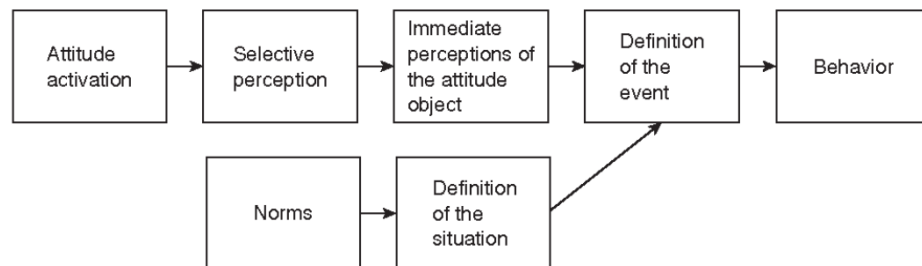 Attitude
activation
Selective
perception
Immediate
perceptions of
the attitude
object
Definition
of the
event
Behavior
Norms
Definition
of the
situation